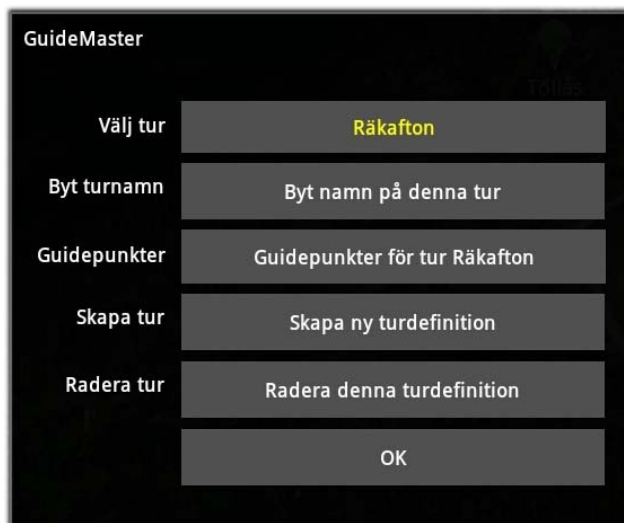 GuideMaster
Töllås
Välj tur Räkafton
Byt turnamn Byt namn på denna tur
Guidepunkter Guidepunkter för tur Räkafton
Skapa tur Skapa ny turdefinition
Radera tur Radera denna turdefinition
OK